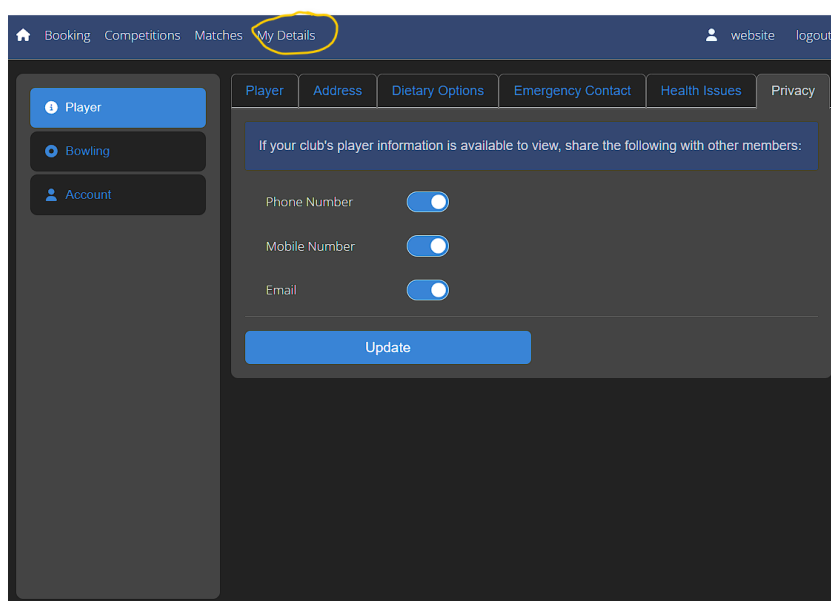 Booking Competitions Matches My Details website logout
Player
Bowling
Account
Player Address Dietary Options Emergency Contact Health Issues Privacy
If your club's player information is available to view, share the following with other members:
Phone Number
Mobile Number
Email
Update